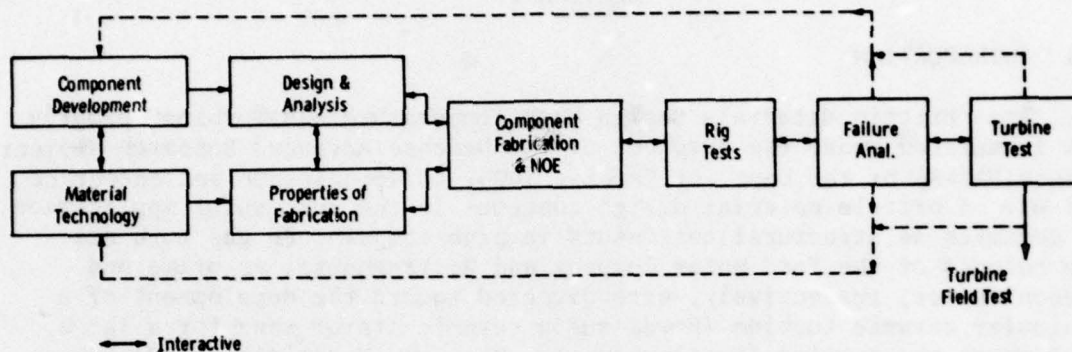 Component
Development
Design &
Analysis
Component
Fabrication
& NOE
Rig
Tests
Failure
Anal.
Turbine
Test
Material
Technology
Properties of
Fabrication
Turbine
Field Test
Interactive